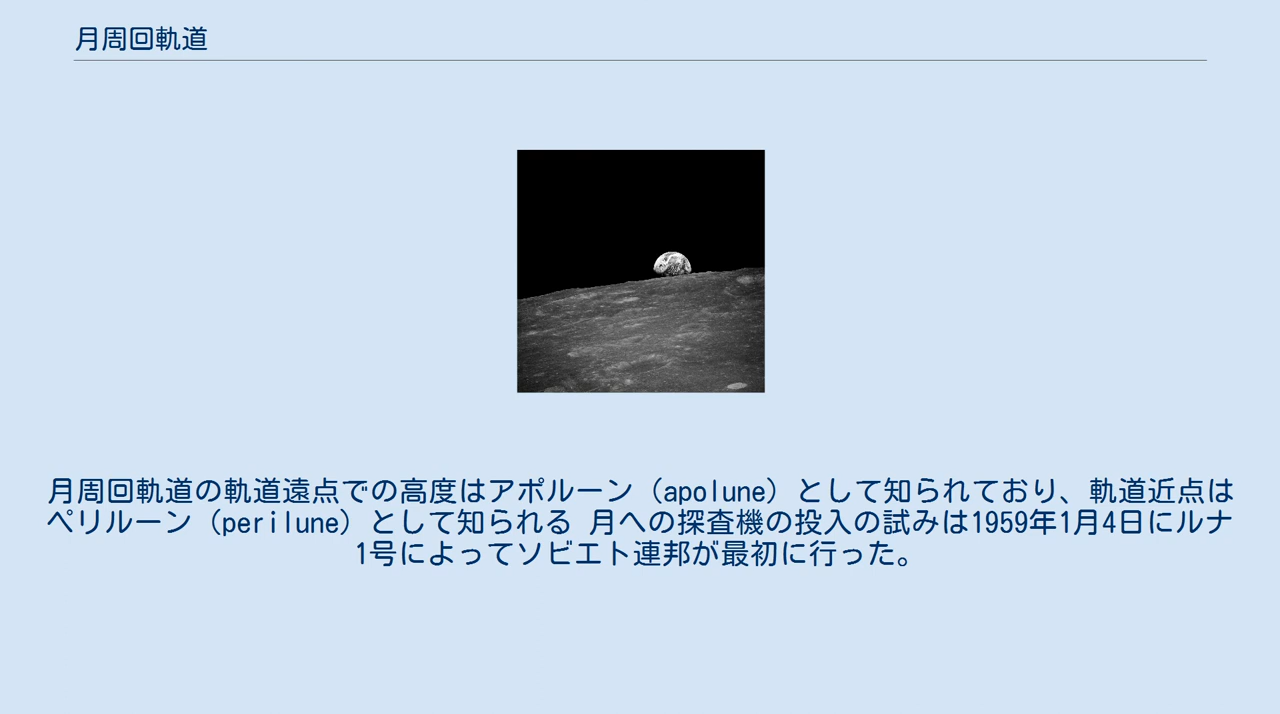 月周回軌道
月周回軌道の軌道遠点での高度はアポルーン（apolune）として知られており、軌道近点は
ペリルーン（perilune）として知られる 月への探査機の投入の試みは1959年1月4日にルナ
1号によってソビエト連邦が最初に行った。